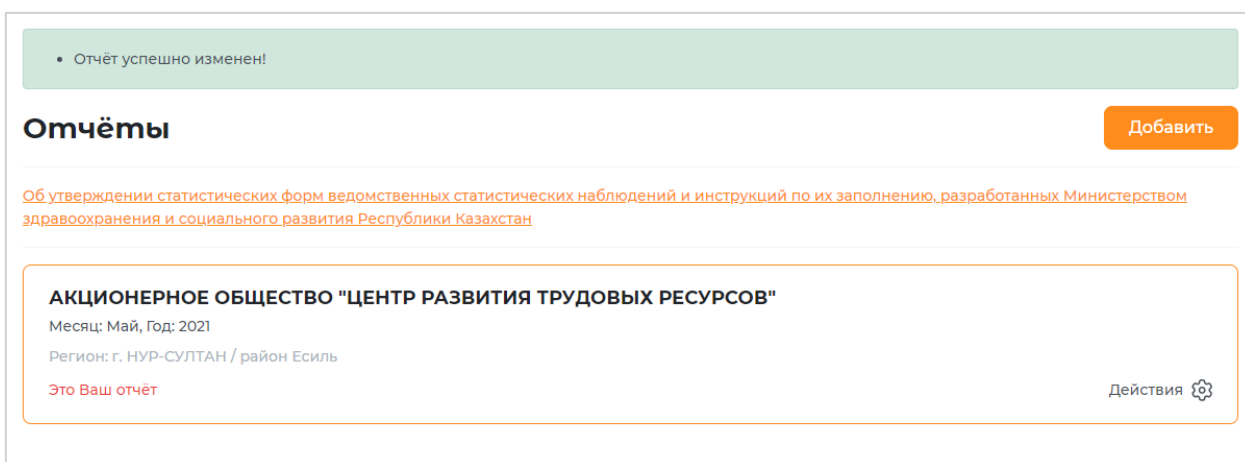 Отчёт успешно изменен!
Отчёты
Добавить
Об утверждении статистических форм ведомственных статистических наблюдений и инструкций по их заполнению, разработанных Министерством
здравоохранения и социального развития Республики Казахстан
АКЦИОНЕРНОЕ ОБЩЕСТВО "ЦЕНТР РАЗВИТИЯ ТРУДОВЫХ РЕСУРСОВ"
Месяц: Май, Год: 2021
Регион: г. НУР-СУЛТАН / район Есиль
Это Ваш отчёт
Действия